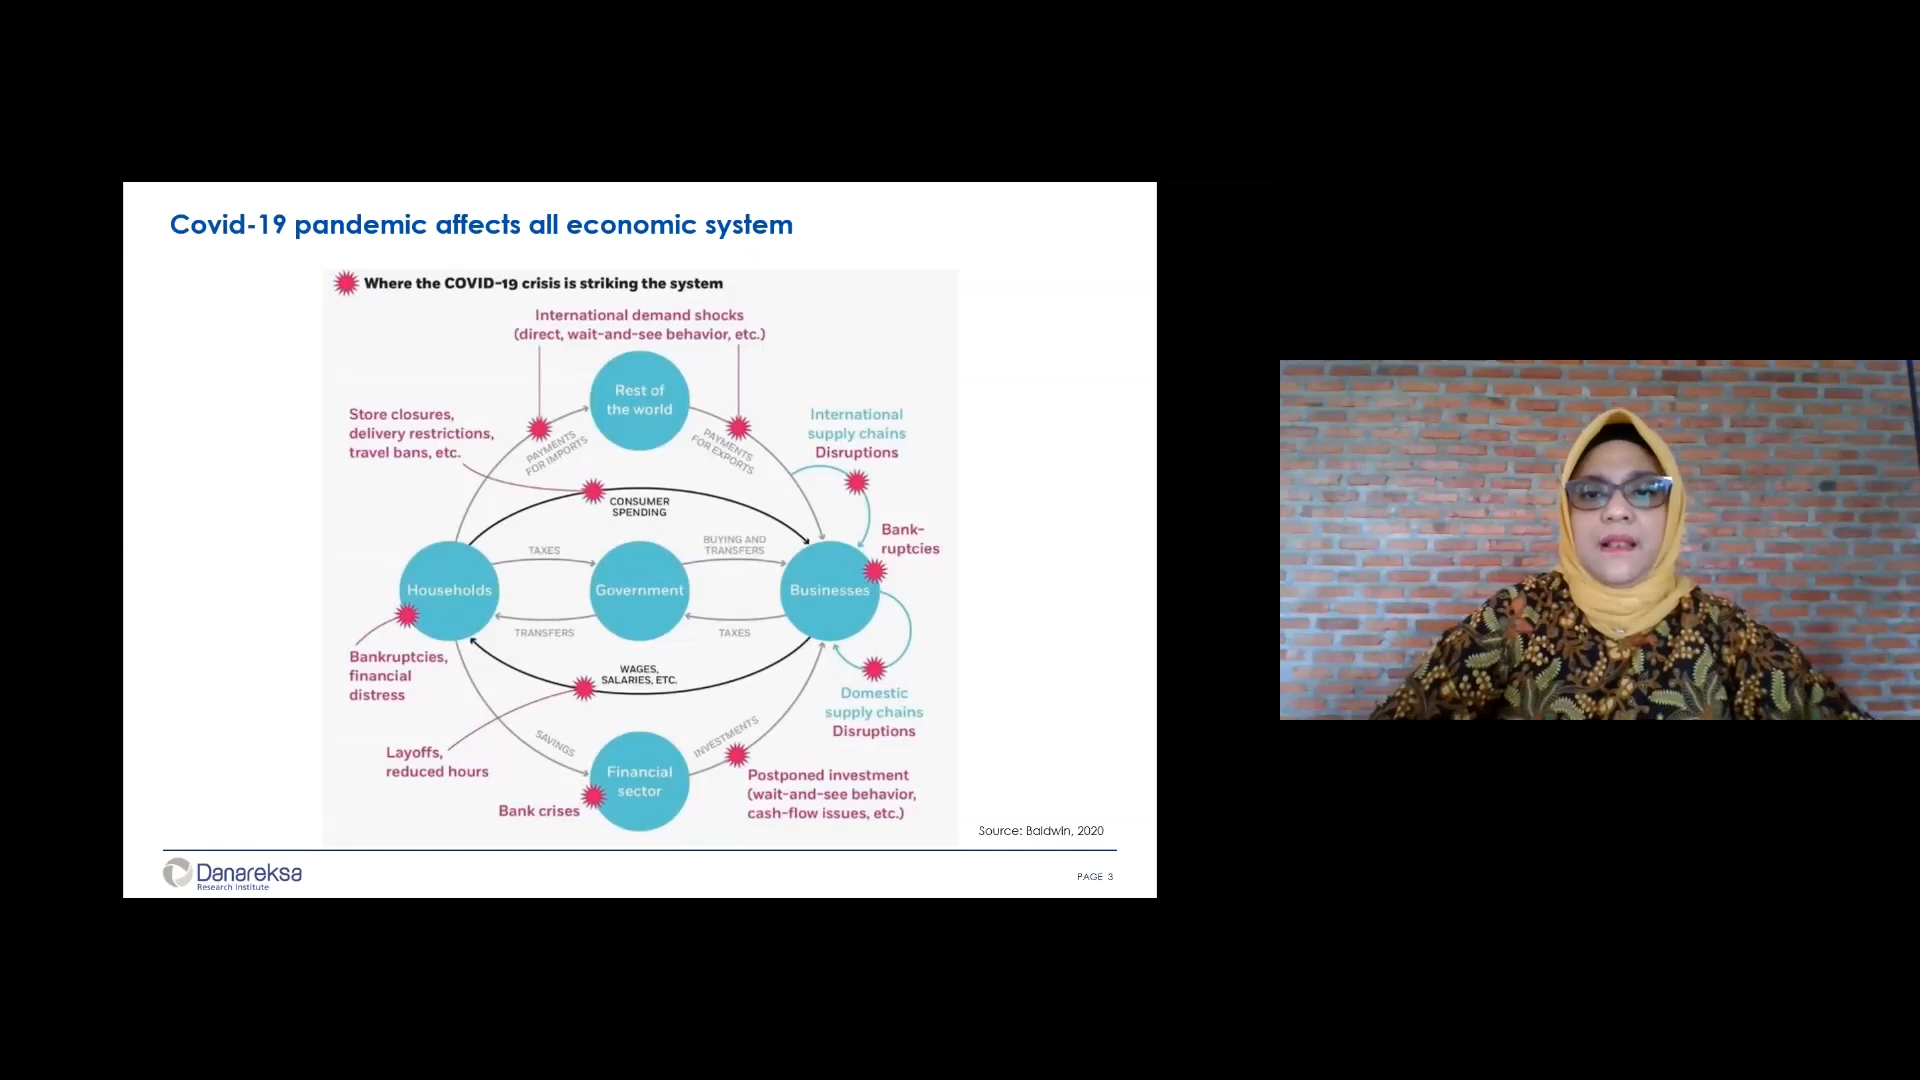 Covid-19 pandemic affects all economic system
Where the COVID-19 crisis is striking the system
International demand shocks
(direct, wait-and-see behavior, etc.)
Rest of
the world
Store closures,
delivery restrictions,
travel bans, etc.
PAYMENTS
FOR IMPORTS
PAYMENTS
FOR EXPORTS
International
supply chains
Disruptions
CONSUMER
SPENDING
Bank-
ruptcies
TAXES
BUYING AND
TRANSFERS
Households
Government
Businesses
TRANSFERS
TAXES
Bankruptcies,
financial
distress
WAGES,
SALARIES, ETC.
Domestic
supply chains
Disruptions
Layoffs,
reduced hours
SAVINGS
INVESTMENTS
Financial
sector
Bank crises
Postponed investment
(wait-and-see behavior,
cash-flow issues, etc.)
Source: Baldwin, 2020
Danareksa
Research Institute
PAGE 3